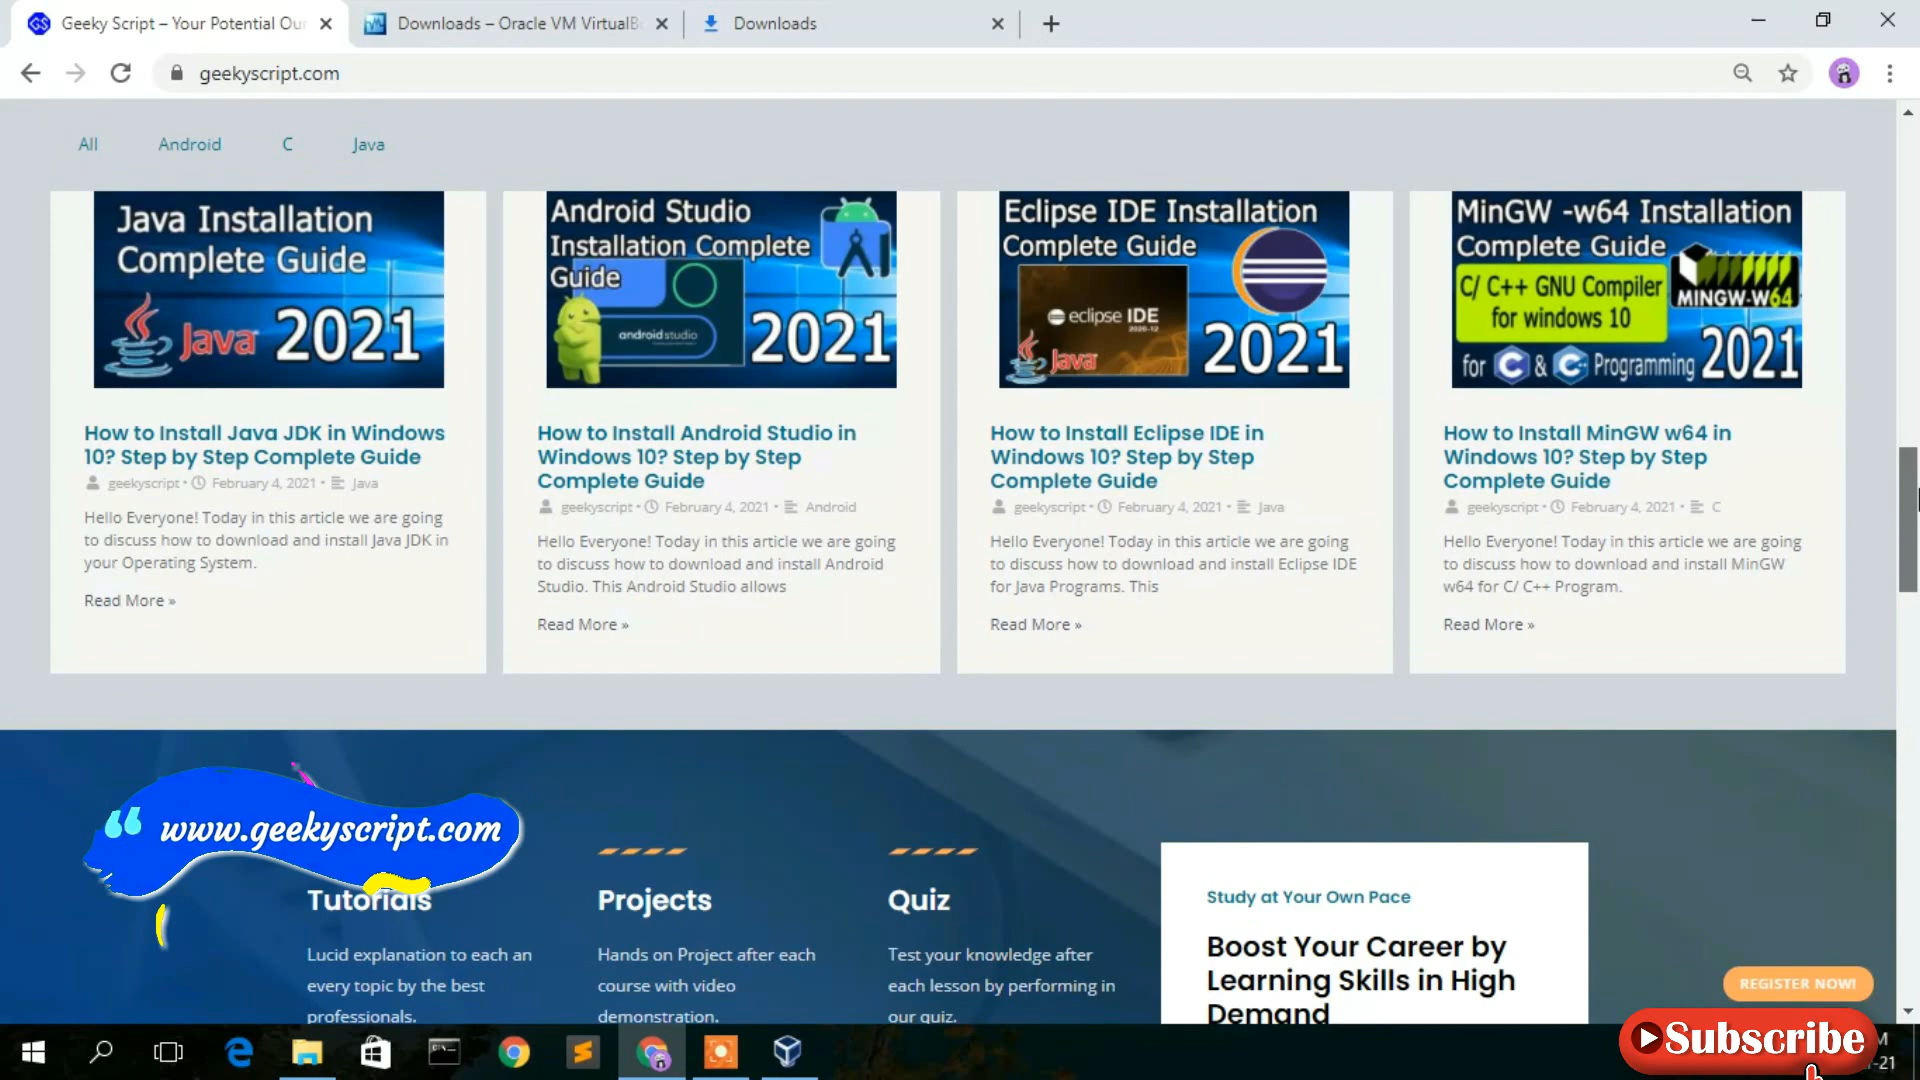 Geeky Script – Your Potential Our
Downloads – Oracle VM VirtualB
Downloads
geekyscript.com
All Android C Java
Java Installation
Complete Guide
Java 2021
Android Studio
Installation Complete
Guide
androidstudio
2021
Eclipse IDE Installation
Complete Guide
eclipse IDE
2020-12
Java
2021
MinGW -w64 Installation
Complete Guide
C/ C++ GNU Compiler
for windows 10
MINGW-W64
for C & C++ Programming 2021
How to Install Java JDK in Windows
10? Step by Step Complete Guide
geekyscript • February 4, 2021 • Java
Hello Everyone! Today in this article we are going
to discuss how to download and install Java JDK in
your Operating System.
Read More »
How to Install Android Studio in
Windows 10? Step by Step
Complete Guide
geekyscript • February 4, 2021 • Android
Hello Everyone! Today in this article we are going
to discuss how to download and install Android
Studio. This Android Studio allows
Read More »
How to Install Eclipse IDE in
Windows 10? Step by Step
Complete Guide
geekyscript • February 4, 2021 • Java
Hello Everyone! Today in this article we are going
to discuss how to download and install Eclipse IDE
for Java Programs. This
Read More »
How to Install MinGW w64 in
Windows 10? Step by Step
Complete Guide
geekyscript • February 4, 2021 • C
Hello Everyone! Today in this article we are going
to discuss how to download and install MinGW
w64 for C/ C++ Program.
Read More »
“ www.geekyscript.com
Tutorials
Lucid explanation to each an
every topic by the best
professionals.
Projects
Hands on Project after each
course with video
demonstration.
Quiz
Test your knowledge after
each lesson by performing in
our quiz.
Study at Your Own Pace
Boost Your Career by
Learning Skills in High
Demand
REGISTER NOW!
Subscribe